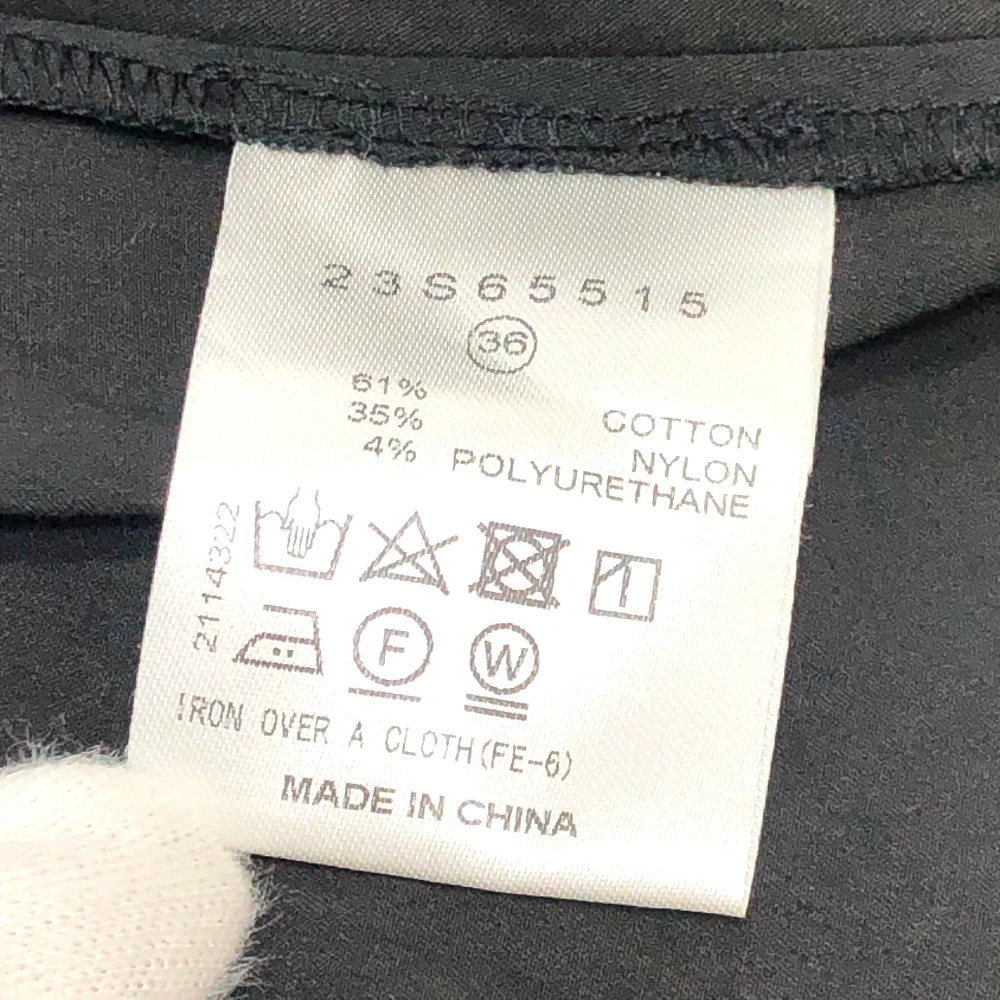 23S65515
36
61% COTTON
35% NYLON
4% POLYURETHANE
2114322
F
W
IRON OVER A CLOTH(FE-6)
MADE IN CHINA